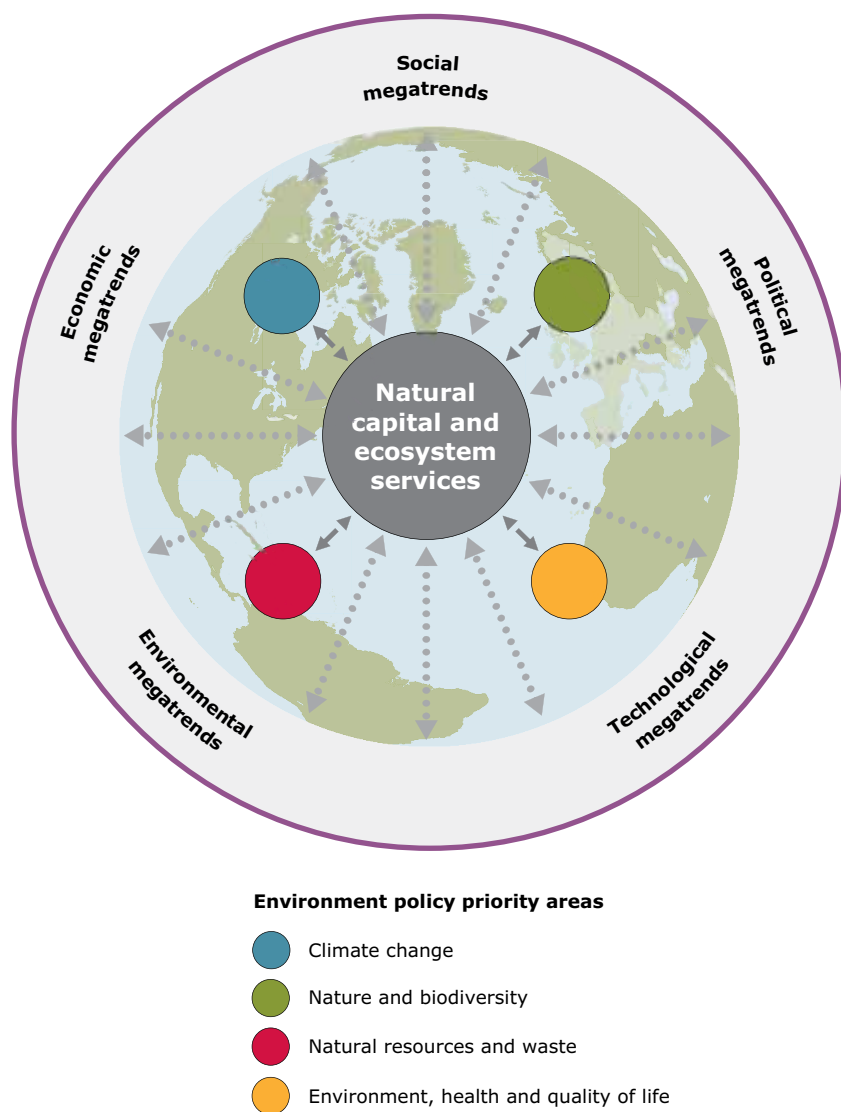 Social
megatrends
Economic
megatrends
Political
megatrends
Natural
capital and
ecosystem
services
Environmental
megatrends
Technological
megatrends
Environment policy priority areas
Climate change
Nature and biodiversity
Natural resources and waste
Environment, health and quality of life